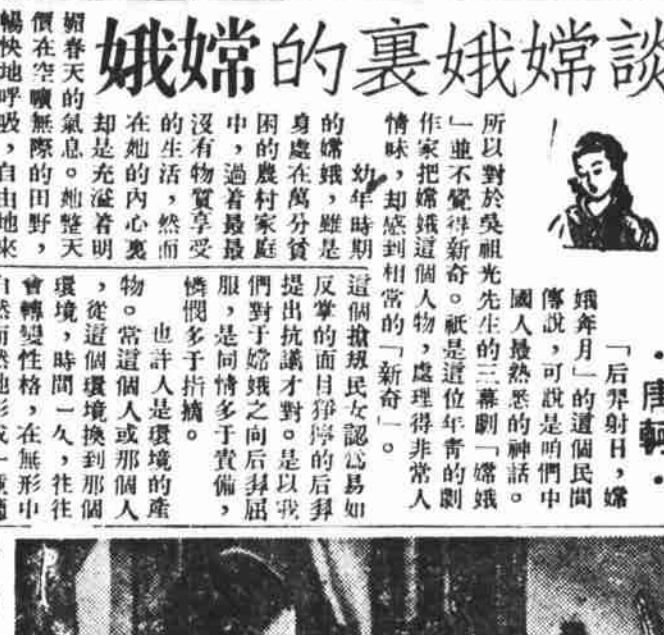 談嫦娥裏的嫦娥
・唐・
「后羿射日,嫦
娥奔月」的這個民間
傳說,可說是咱們中
國人最熟悉的神話。
所以對於吳祖光先生的三幕劇「嫦娥
」並不覺得新奇。祇是這位年靑的劇
作家把嫦娥這個人物,處理得非常人
情味,却感到相常的「新奇」。
幼年時期
的嫦娥,雖是
身處在萬分貧
困的農村家庭
中,過着最最
沒有物質享受
的生活,然而
在她的內心裏
却是充溢着明
媚春天的氣息。她整天
價在空曠無際的田野,
暢快地呼吸,自由地來
這個搶民女認爲易如
反掌的面目猙獰的后羿
提出抗議才對。是以我
們對于嫦娥之向后羿屈
服,是同情多于責備,
憐憫多于指摘。
也許人是環境的產
物。常這個人或那個人
,從這個環境換到那個
環境,時間一久,往往
會轉變性格,在無形中
自然而然地形成一種適